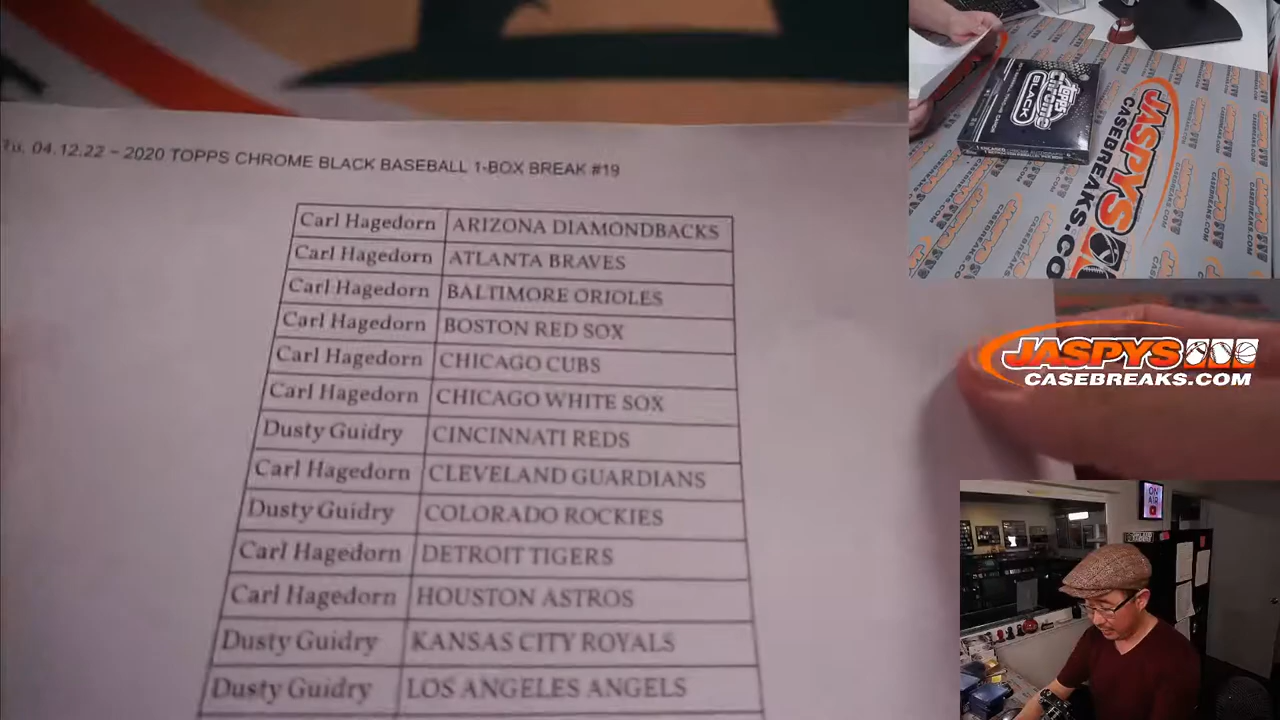 Tu. 04.12.22 ~ 2020 TOPPS CHROME BLACK BASEBALL 1-BOX BREAK #19
Carl Hagedorn ARIZONA DIAMONDBACKS
Carl Hagedorn ATLANTA BRAVES
Carl Hagedorn BALTIMORE ORIOLES
Carl Hagedorn BOSTON RED SOX
Carl Hagedorn CHICAGO CUBS
Carl Hagedorn CHICAGO WHITE SOX
Dusty Guidry CINCINNATI REDS
Carl Hagedorn CLEVELAND GUARDIANS
Dusty Guidry COLORADO ROCKIES
Carl Hagedorn DETROIT TIGERS
Carl Hagedorn HOUSTON ASTROS
Dusty Guidry KANSAS CITY ROYALS
Dusty Guidry LOS ANGELES ANGELS
topps CHROME
BLACK
JASPYS
CASEBREAKS.CO
JASPYS
CASEBREAKS.COM
ON AIR